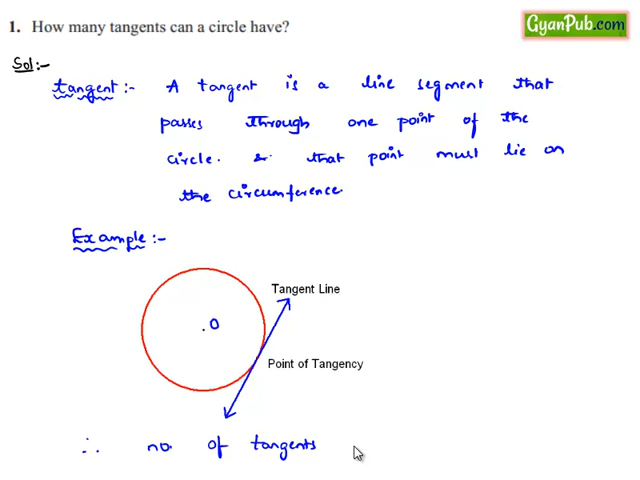 1. How many tangents can a circle have?
GyanPub.com
Sol:-
tangent :- A tangent is a line segment that
passes through one point of the
circle. & that point must lie on
the circumference.
Example :-
Tangent Line
O
Point of Tangency
∴ no. of tangents